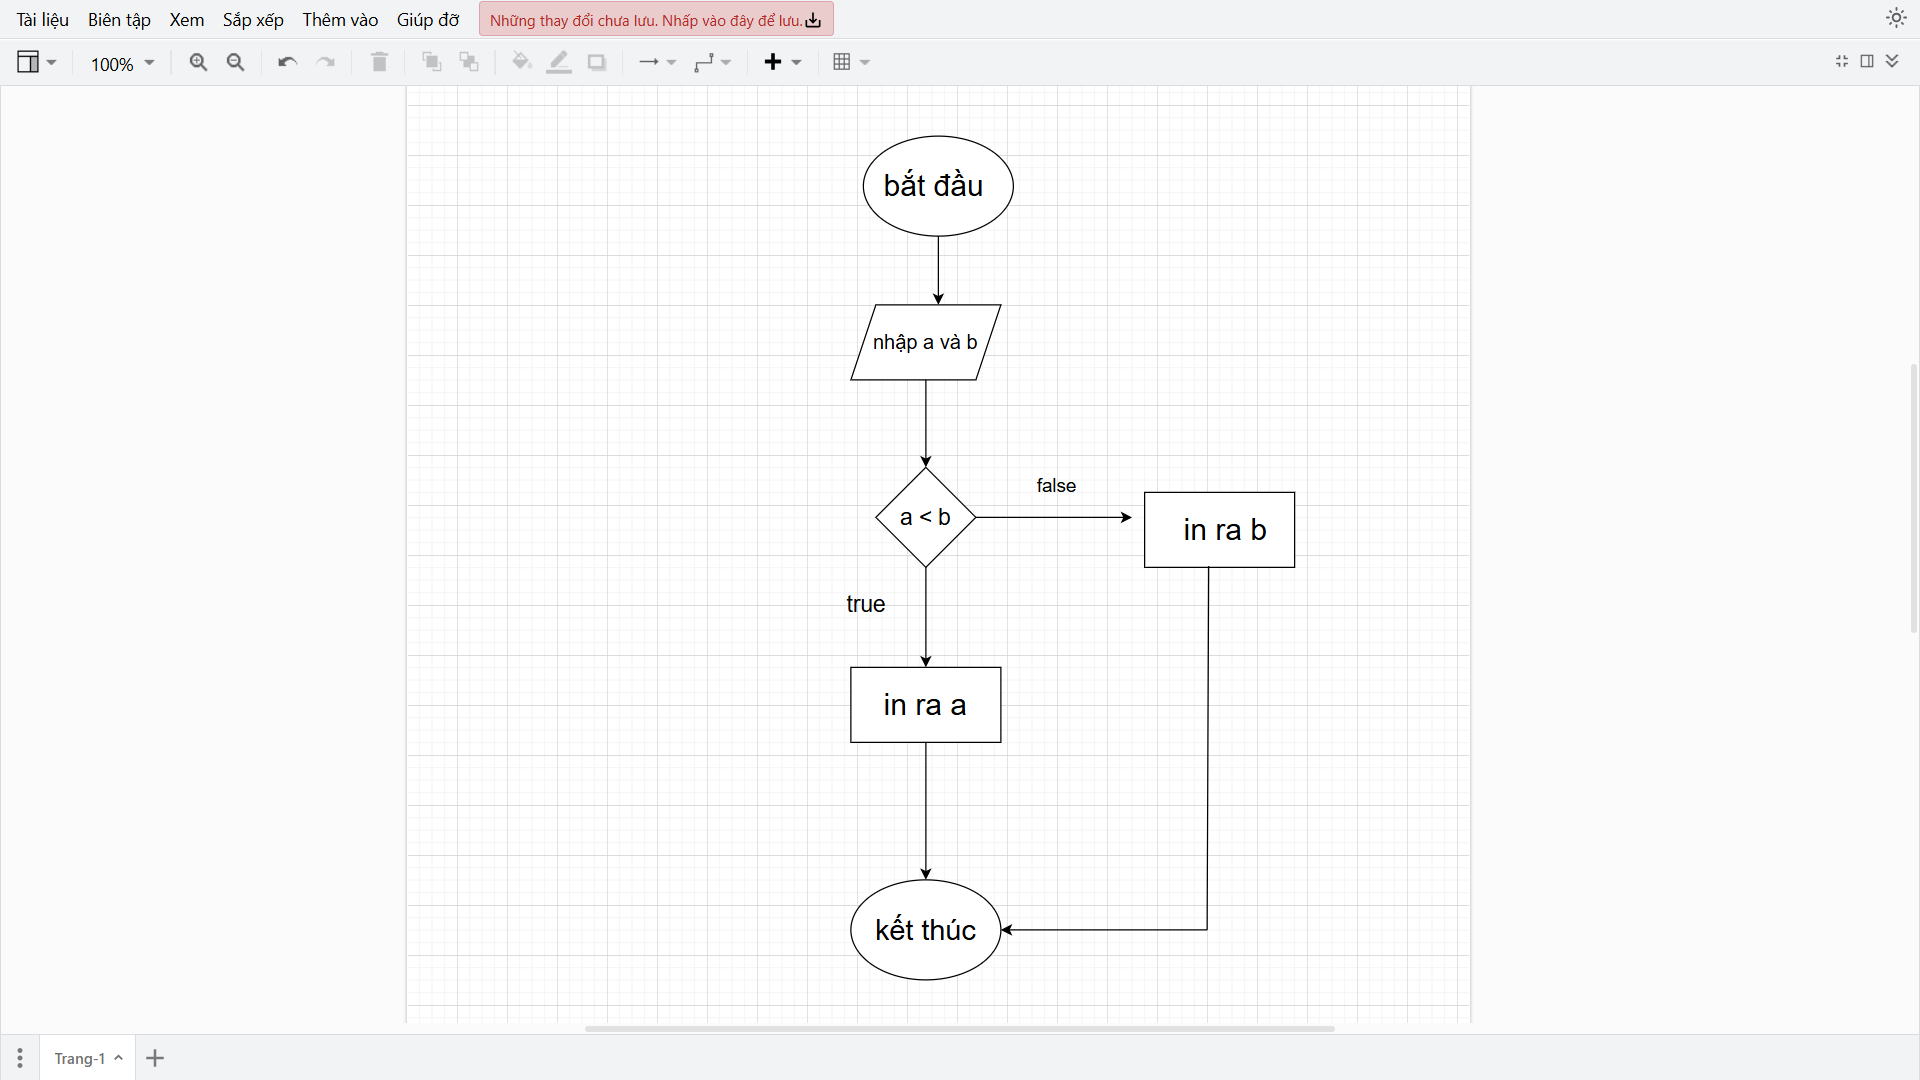 Tài liệu Biên tập Xem Sắp xếp Thêm vào Giúp đỡ Những thay đổi chưa lưu. Nhấp vào đây để lưu.
100%
bắt đầu
nhập a và b
false
a < b
in ra b
true
in ra a
kết thúc
Trang-1